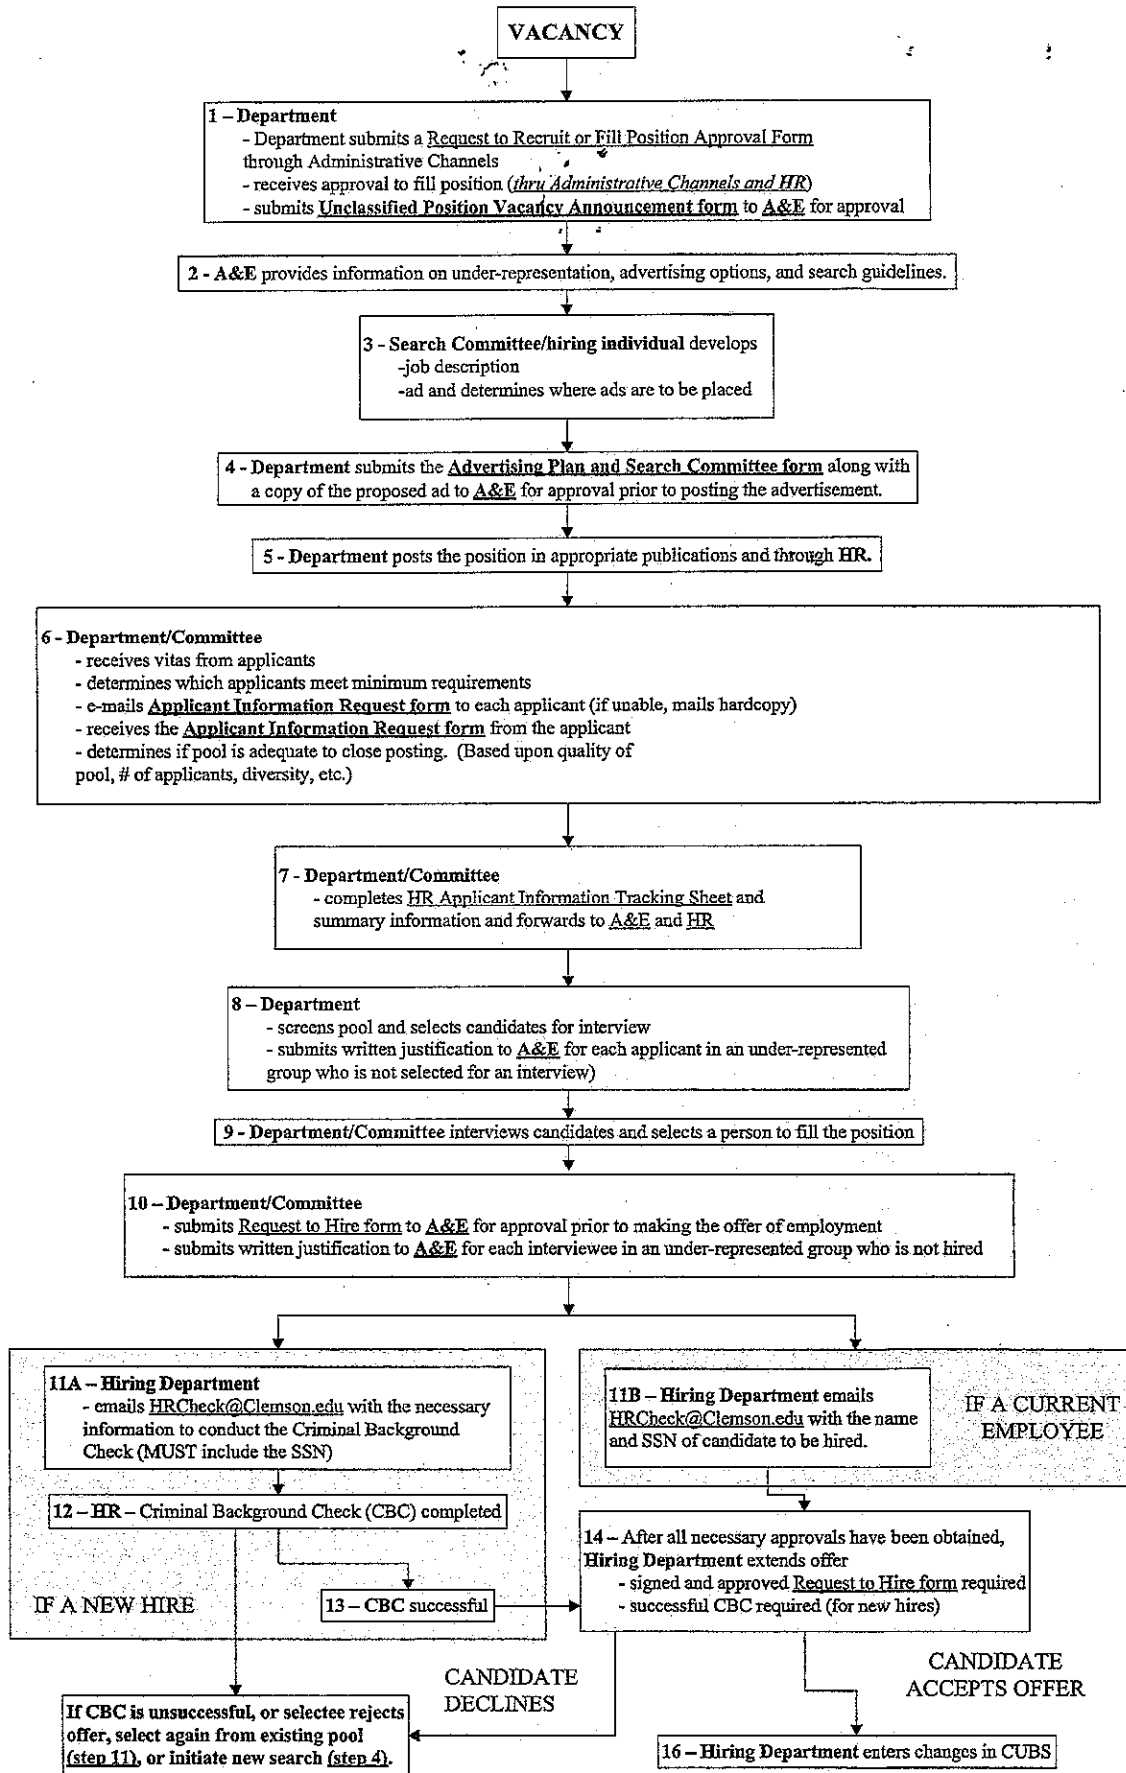 VACANCY
1 – Department
- Department submits a Request to Recruit or Fill Position Approval Form
through Administrative Channels
- receives approval to fill position (thru Administrative Channels and HR)
- submits Unclassified Position Vacancy Announcement form to A&E for approval
2 - A&E provides information on under-representation, advertising options, and search guidelines.
3 - Search Committee/hiring individual develops
-job description
-ad and determines where ads are to be placed
4 - Department submits the Advertising Plan and Search Committee form along with
a copy of the proposed ad to A&E for approval prior to posting the advertisement.
5 - Department posts the position in appropriate publications and through HR.
6 - Department/Committee
- receives vitas from applicants
- determines which applicants meet minimum requirements
- e-mails Applicant Information Request form to each applicant (if unable, mails hardcopy)
- receives the Applicant Information Request form from the applicant
- determines if pool is adequate to close posting. (Based upon quality of
pool, # of applicants, diversity, etc.)
7 - Department/Committee
- completes HR Applicant Information Tracking Sheet and
summary information and forwards to A&E and HR
8 – Department
- screens pool and selects candidates for interview
- submits written justification to A&E for each applicant in an under-represented
group who is not selected for an interview)
9 - Department/Committee interviews candidates and selects a person to fill the position
10 – Department/Committee
- submits Request to Hire form to A&E for approval prior to making the offer of employment
- submits written justification to A&E for each interviewee in an under-represented group who is not hired
11A – Hiring Department
- emails HRCheck@Clemson.edu with the necessary
information to conduct the Criminal Background
Check (MUST include the SSN)
12 – HR – Criminal Background Check (CBC) completed
IF A NEW HIRE
13 – CBC successful
11B – Hiring Department emails
HRCheck@Clemson.edu with the name
and SSN of candidate to be hired.
IF A CURRENT
EMPLOYEE
14 – After all necessary approvals have been obtained,
Hiring Department extends offer
- signed and approved Request to Hire form required
- successful CBC required (for new hires)
CANDIDATE
DECLINES
CANDIDATE
ACCEPTS OFFER
If CBC is unsuccessful, or selectee rejects
offer, select again from existing pool
(step 11), or initiate new search (step 4).
16 – Hiring Department enters changes in CUBS